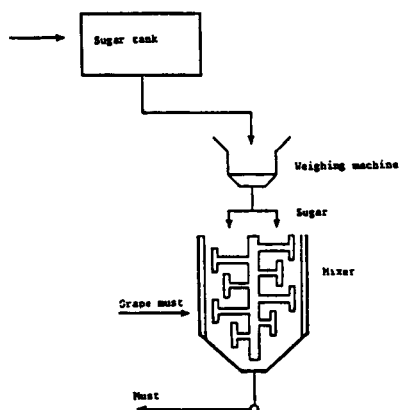 Sugar tank
Weighing machine
Sugar
Mixer
Grape must
Must